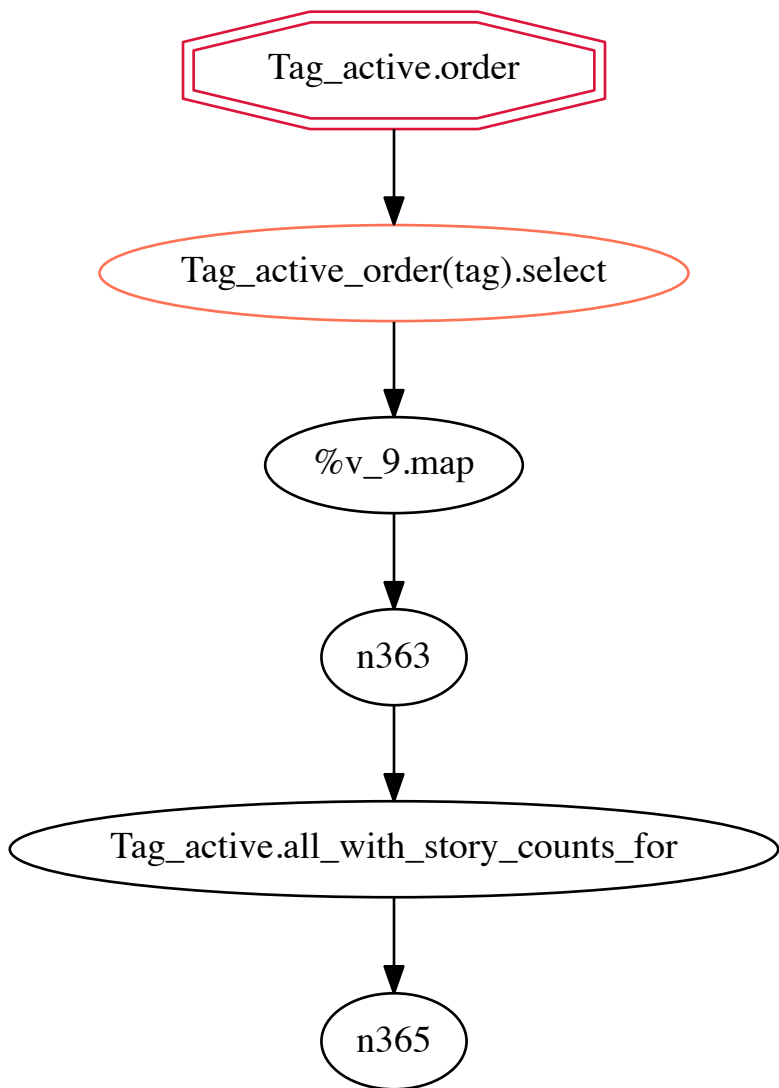 Tag_active.order
Tag_active_order(tag).select
%v_9.map
n363
Tag_active.all_with_story_counts_for
n365